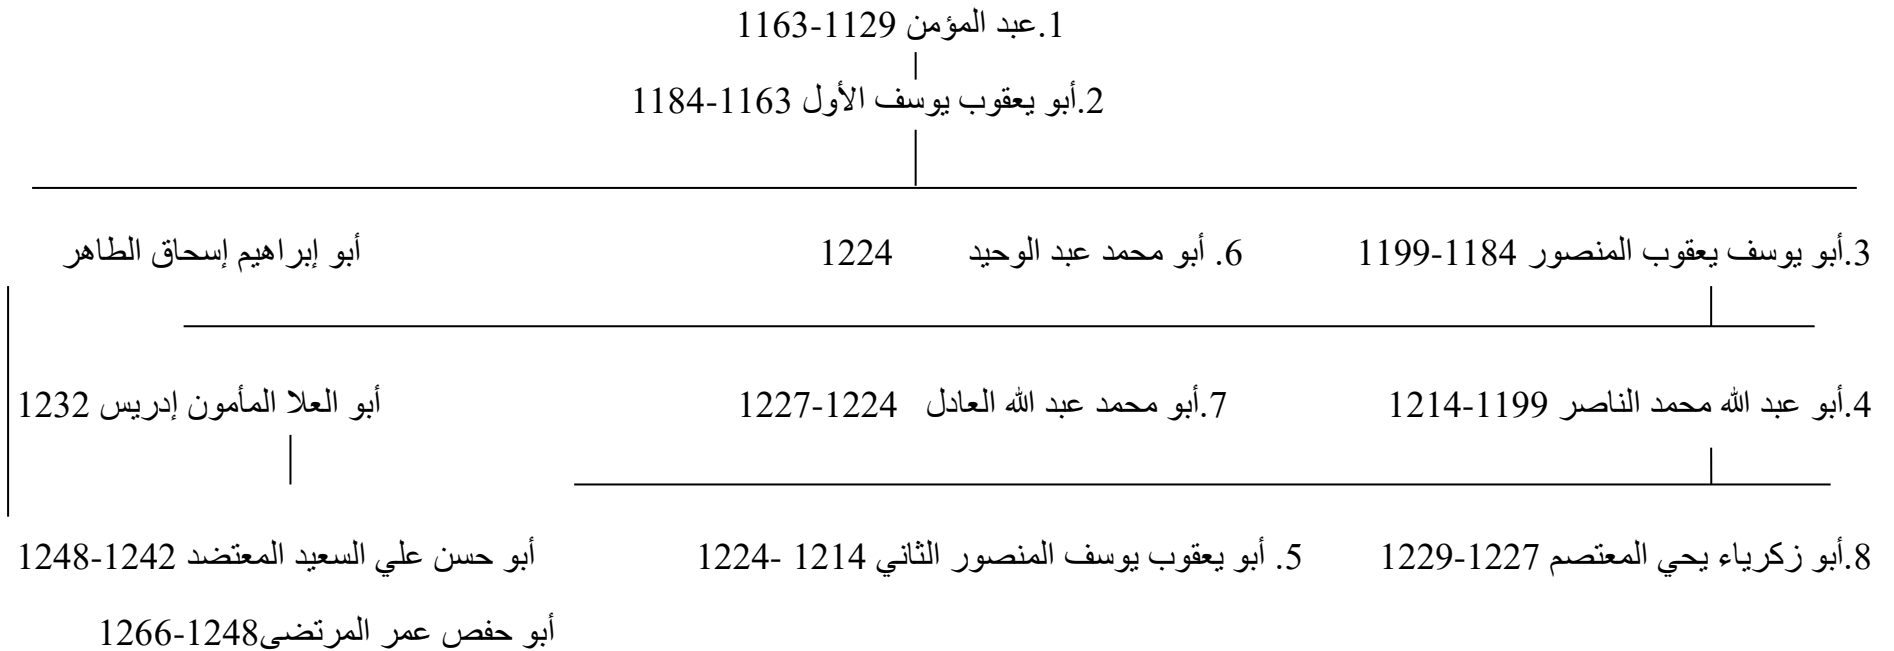 1.عبد المؤمن 1129-1163
2.أبو يعقوب يوسف الأول 1163-1184
3.أبو يوسف يعقوب المنصور 1184-1199 6. أبو محمد عبد الوحيد 1224 أبو إبراهيم إسحاق الطاهر
4.أبو عبد الله محمد الناصر 1199-1214 7.أبو محمد عبد الله العادل 1224-1227 أبو العلا المأمون إدريس 1232
8.أبو زكرياء يحي المعتصم 1227-1229 5. أبو يعقوب يوسف المنصور الثاني 1214 -1224 أبو حسن علي السعيد المعتضد 1242-1248
أبو حفص عمر المرتضى1248-1266